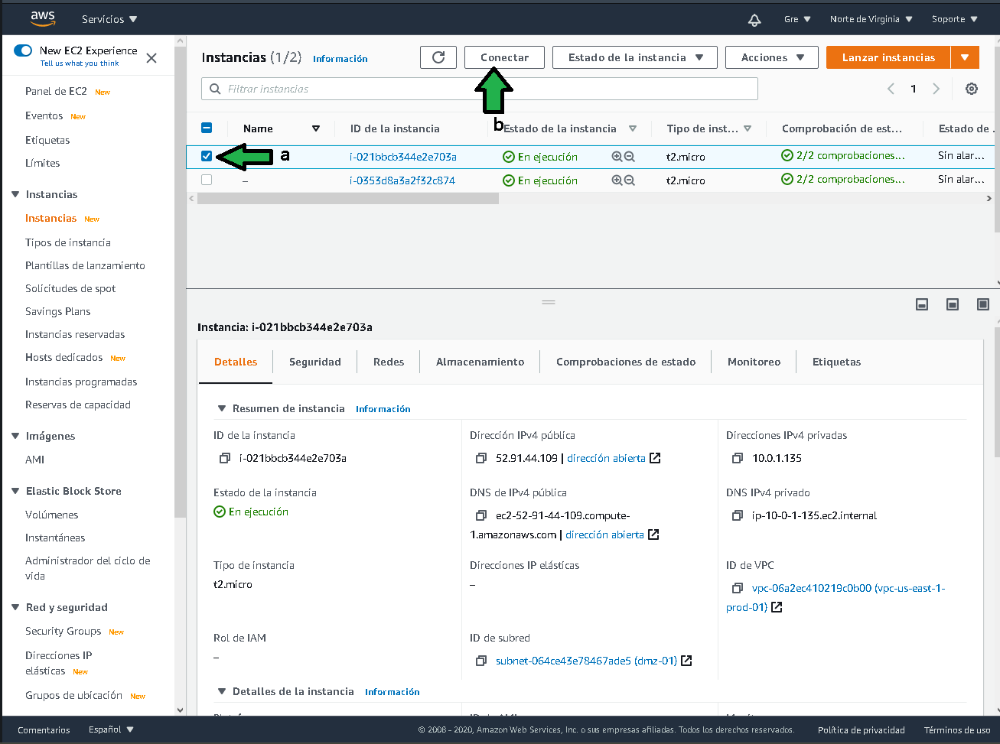 aws Servicios Gre Norte de Virginia Soporte
New EC2 Experience
Tell us what you think
Panel de EC2 New
Eventos New
Etiquetas
Límites
Instancias
Instancias New
Tipos de instancia
Plantillas de lanzamiento
Solicitudes de spot
Savings Plans
Instancias reservadas
Hosts dedicados New
Instancias programadas
Reservas de capacidad
Imágenes
AMI
Elastic Block Store
Volúmenes
Instantáneas
Administrador del ciclo de
vida
Red y seguridad
Security Groups New
Direcciones IP
elásticas New
Grupos de ubicación New
Instancias (1/2) Información Conectar Estado de la instancia Acciones Lanzar instancias
Filtrar instancias 1
b
Name ID de la instancia Estado de la instancia Tipo de inst... Comprobación de est... Estado de .
a i-021bbcb344e2e703a En ejecución t2.micro 2/2 comprobaciones... Sin alar...
– i-0353d8a3a2f32c874 En ejecución t2.micro 2/2 comprobaciones... Sin alar...
Instancia: i-021bbcb344e2e703a
Detalles Seguridad Redes Almacenamiento Comprobaciones de estado Monitoreo Etiquetas
Resumen de instancia Información
ID de la instancia
i-021bbcb344e2e703a
Dirección IPv4 pública
52.91.44.109 | dirección abierta
Direcciones IPv4 privadas
10.0.1.135
Estado de la instancia
En ejecución
DNS de IPv4 pública
ec2-52-91-44-109.compute-
1.amazonaws.com | dirección abierta
DNS IPv4 privado
ip-10-0-1-135.ec2.internal
Tipo de instancia
t2.micro
Direcciones IP elásticas
–
ID de VPC
vpc-06a2ec410219c0b00 (vpc-us-east-1-
prod-01)
Rol de IAM
–
ID de subred
subnet-064ce43e78467ade5 (dmz-01)
Detalles de la instancia Información
Comentarios Español © 2008 - 2020, Amazon Web Services, Inc. o sus empresas afiliadas. Todos los derechos reservados. Política de privacidad Términos de uso